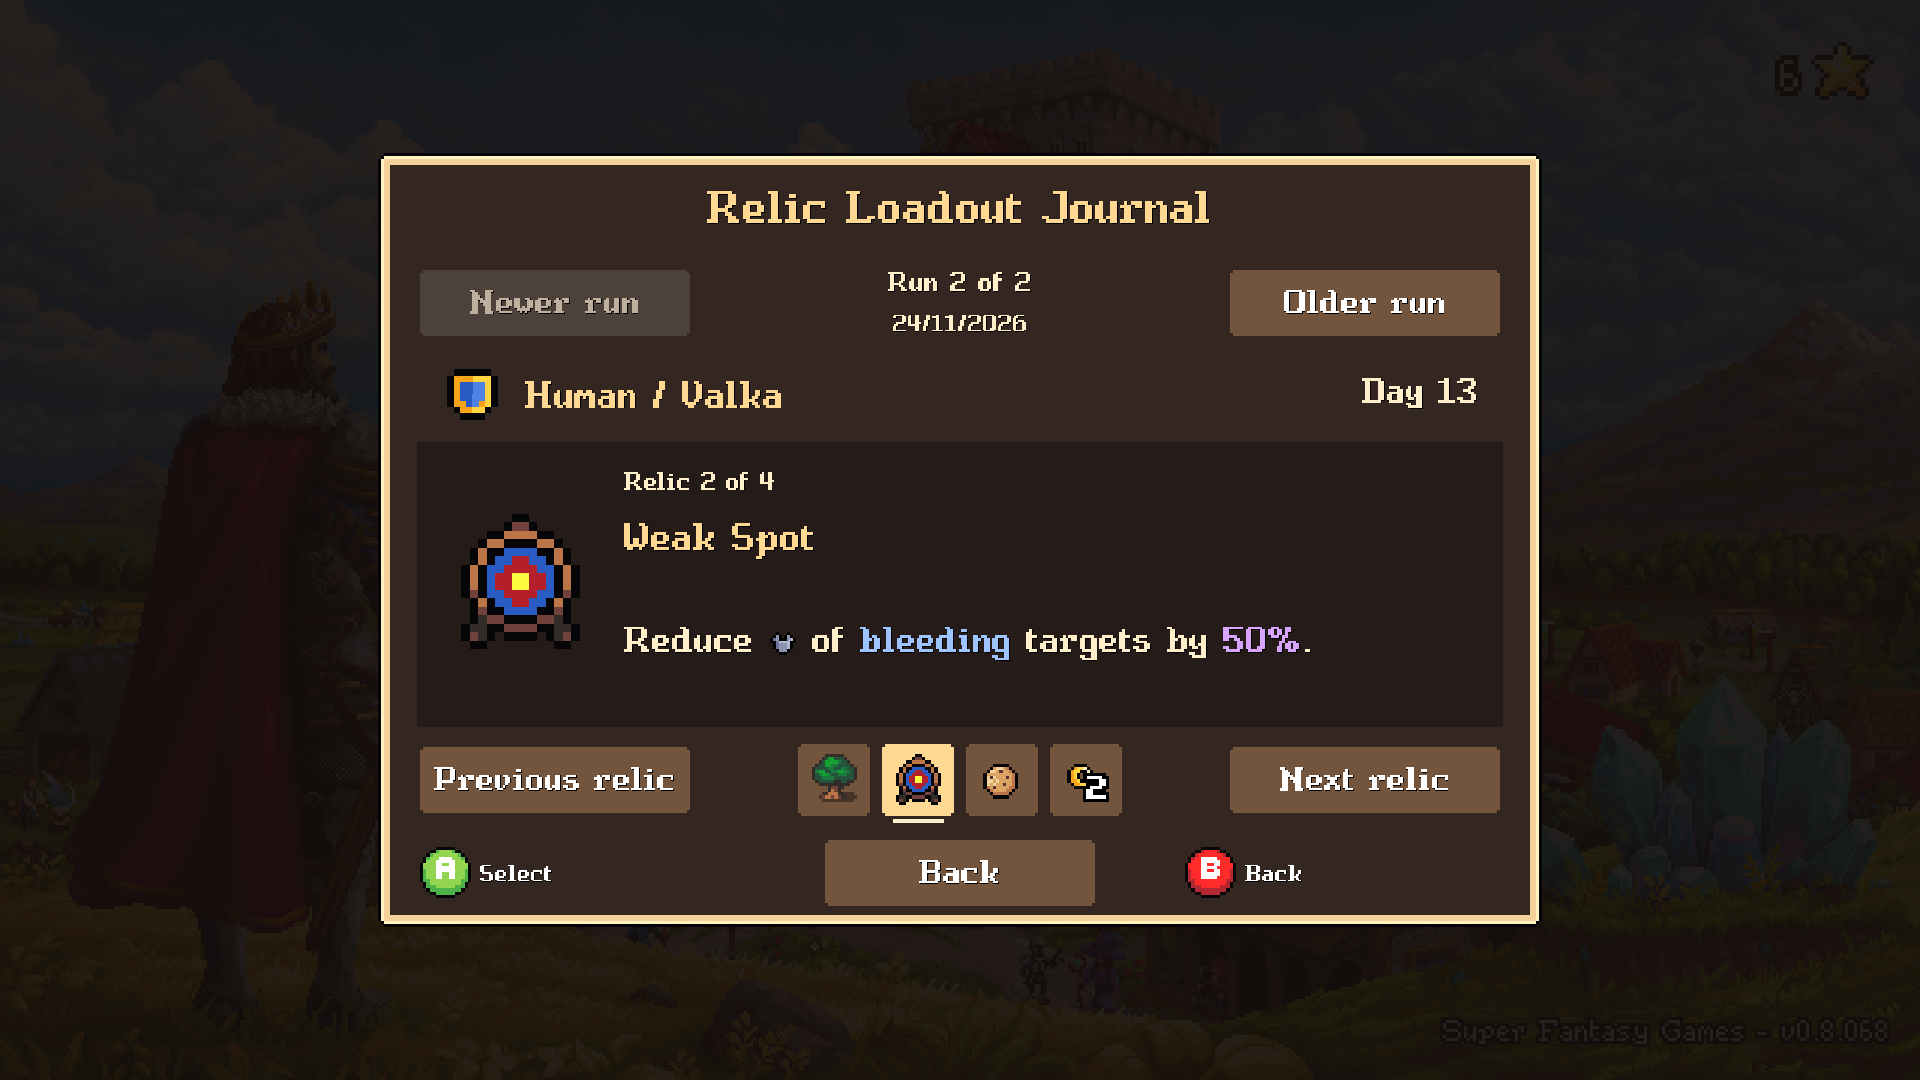 6
Relic Loadout Journal
Newer run
Run 2 of 2
24/11/2026
Older run
Human / Valka
Day 13
Relic 2 of 4
Weak Spot
Reduce of bleeding targets by 50%.
Previous relic
2
Next relic
A Select
Back
B Back
Super Fantasy Games - v0.8.068